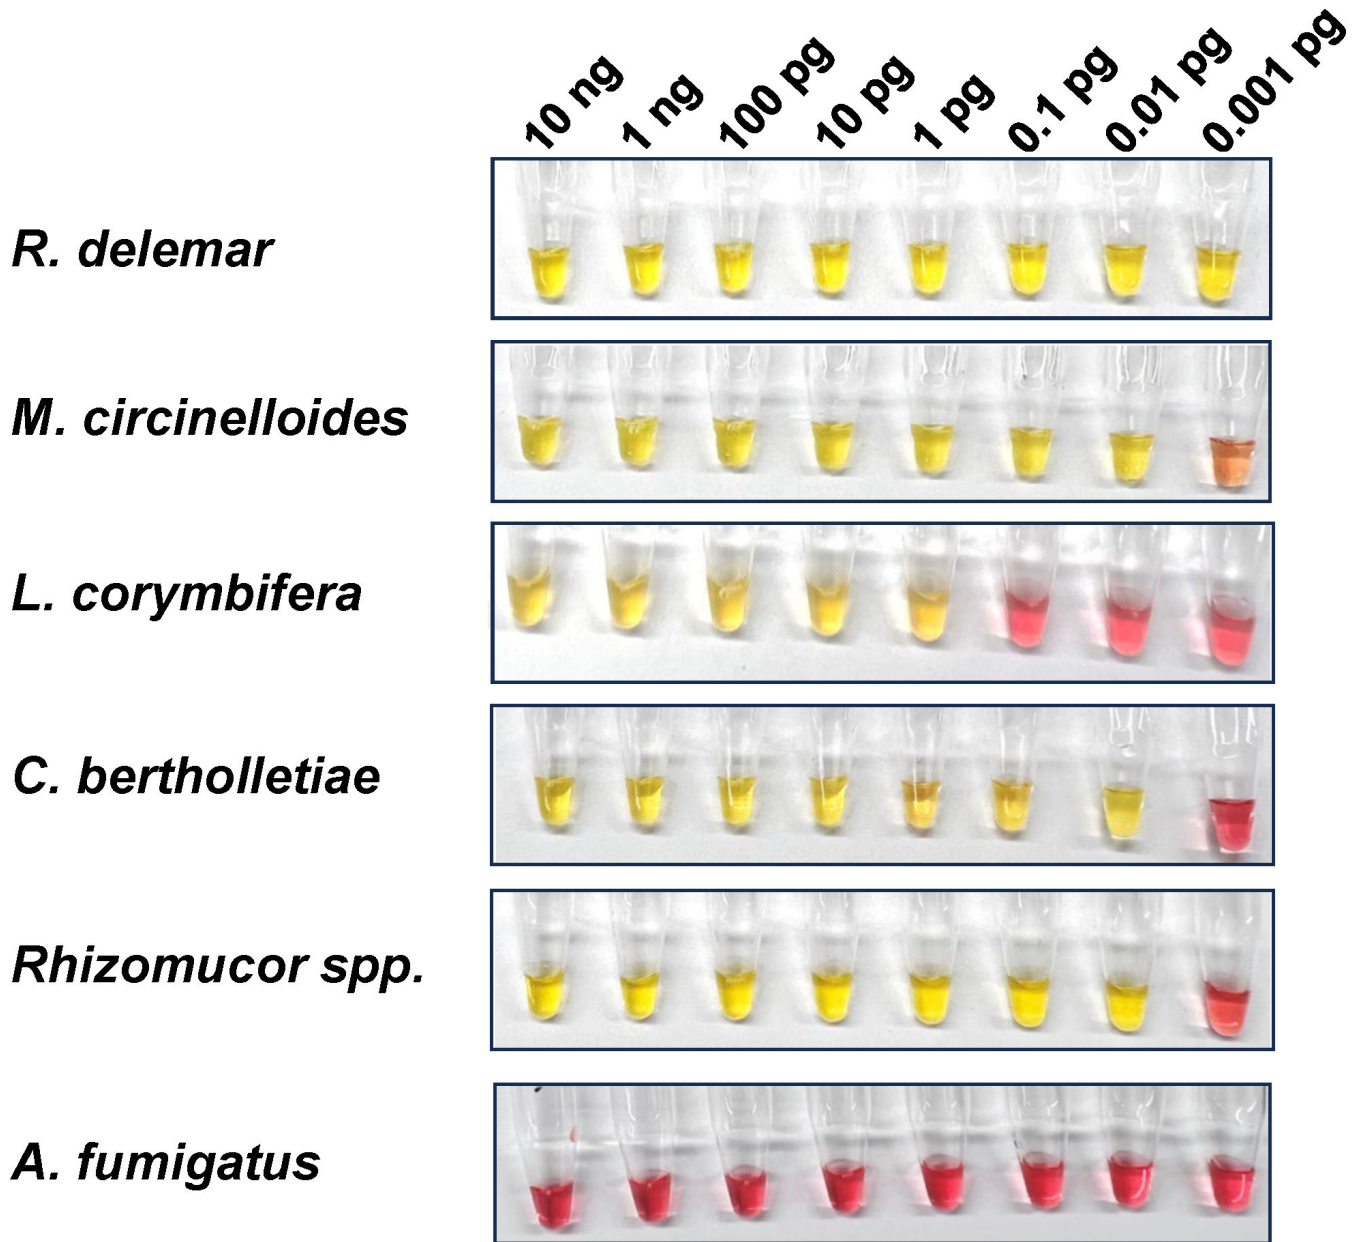 10 ng 1 ng 100 pg 10 pg 1 pg 0.1 pg 0.01 pg 0.001 pg
R. delemar
M. circinelloides
L. corymbifera
C. bertholletiae
Rhizomucor spp.
A. fumigatus